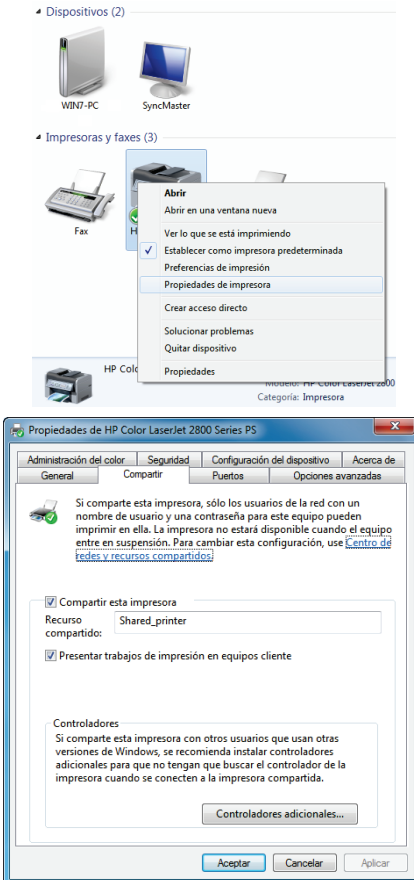 Dispositivos (2)
WIN7-PC
SyncMaster
Impresoras y faxes (3)
Fax
H
Abrir
Abrir en una ventana nueva
Ver lo que se está imprimiendo
Establecer como impresora predeterminada
Preferencias de impresión
Propiedades de impresora
Crear acceso directo
Solucionar problemas
Quitar dispositivo
Propiedades
HP Colo
Modelo: HP Color LaserJet 2800
Categoría: Impresora
Propiedades de HP Color LaserJet 2800 Series PS
Administración del color Seguridad Configuración del dispositivo Acerca de
General Compartir Puertos Opciones avanzadas
Si comparte esta impresora, sólo los usuarios de la red con un
nombre de usuario y una contraseña para este equipo pueden
imprimir en ella. La impresora no estará disponible cuando el equipo
entre en suspensión. Para cambiar esta configuración, use Centro de
redes y recursos compartidos.
Compartir esta impresora
Recurso
compartido:
Shared_printer
Presentar trabajos de impresión en equipos cliente
Controladores
Si comparte esta impresora con otros usuarios que usan otras
versiones de Windows, se recomienda instalar controladores
adicionales para que no tengan que buscar el controlador de la
impresora cuando se conecten a la impresora compartida.
Controladores adicionales...
Aceptar Cancelar Aplicar